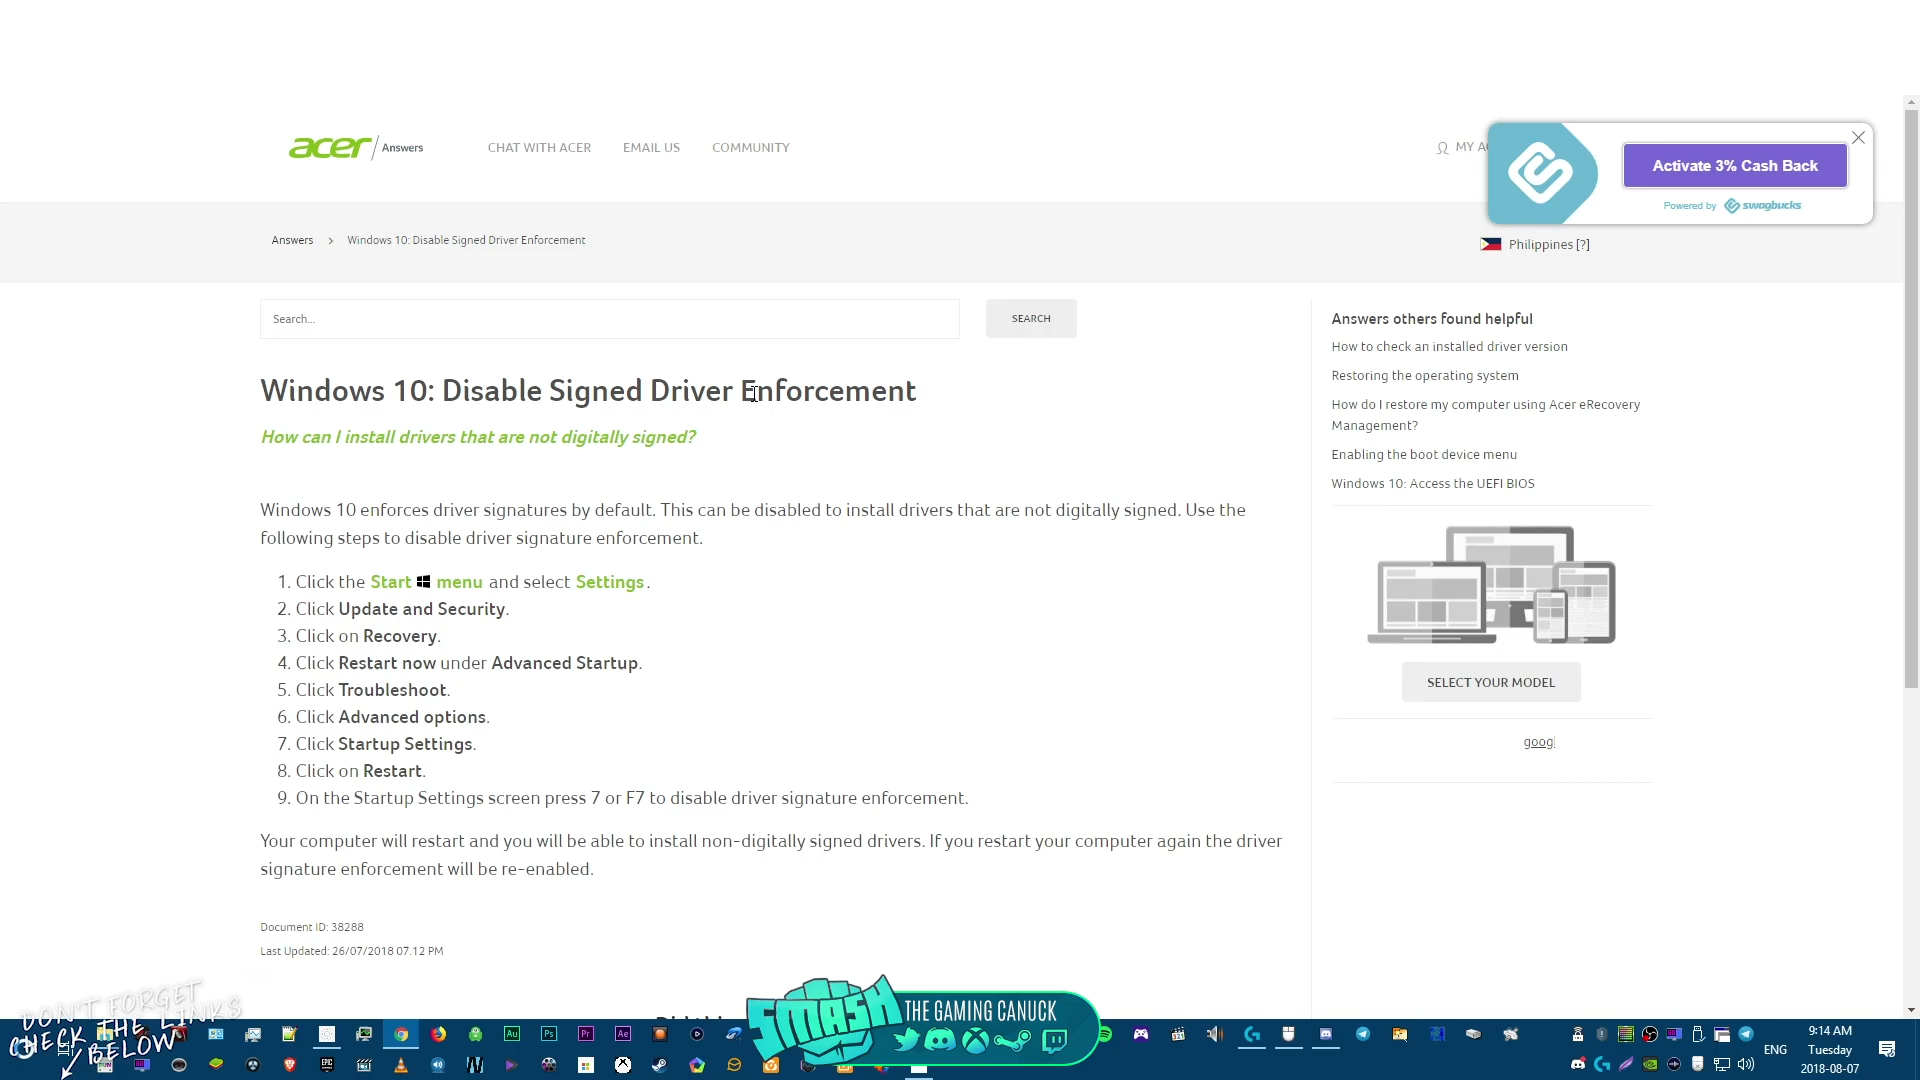 acer Answers
CHAT WITH ACER
EMAIL US
COMMUNITY
MY
Activate 3% Cash Back
Powered by swagbucks
Answers > Windows 10: Disable Signed Driver Enforcement
Philippines [?]
Search...
SEARCH
Windows 10: Disable Signed Driver Enforcement
How can I install drivers that are not digitally signed?
Windows 10 enforces driver signatures by default. This can be disabled to install drivers that are not digitally signed. Use the
following steps to disable driver signature enforcement.
1. Click the Start menu and select Settings.
2. Click Update and Security.
3. Click on Recovery.
4. Click Restart now under Advanced Startup.
5. Click Troubleshoot.
6. Click Advanced options.
7. Click Startup Settings.
8. Click on Restart.
9. On the Startup Settings screen press 7 or F7 to disable driver signature enforcement.
Your computer will restart and you will be able to install non-digitally signed drivers. If you restart your computer again the driver
signature enforcement will be re-enabled.
Document ID: 38288
Last Updated: 26/07/2018 07.12 PM
Answers others found helpful
How to check an installed driver version
Restoring the operating system
How do I restore my computer using Acer eRecovery
Management?
Enabling the boot device menu
Windows 10: Access the UEFI BIOS
SELECT YOUR MODEL
googl
DON'T FORGET
CHECK THE LINKS
BELOW
SMASH
THE GAMING CANUCK
Au
Ps
Pr
Ae
EPIC
ENG
9:14 AM
Tuesday
2018-08-07